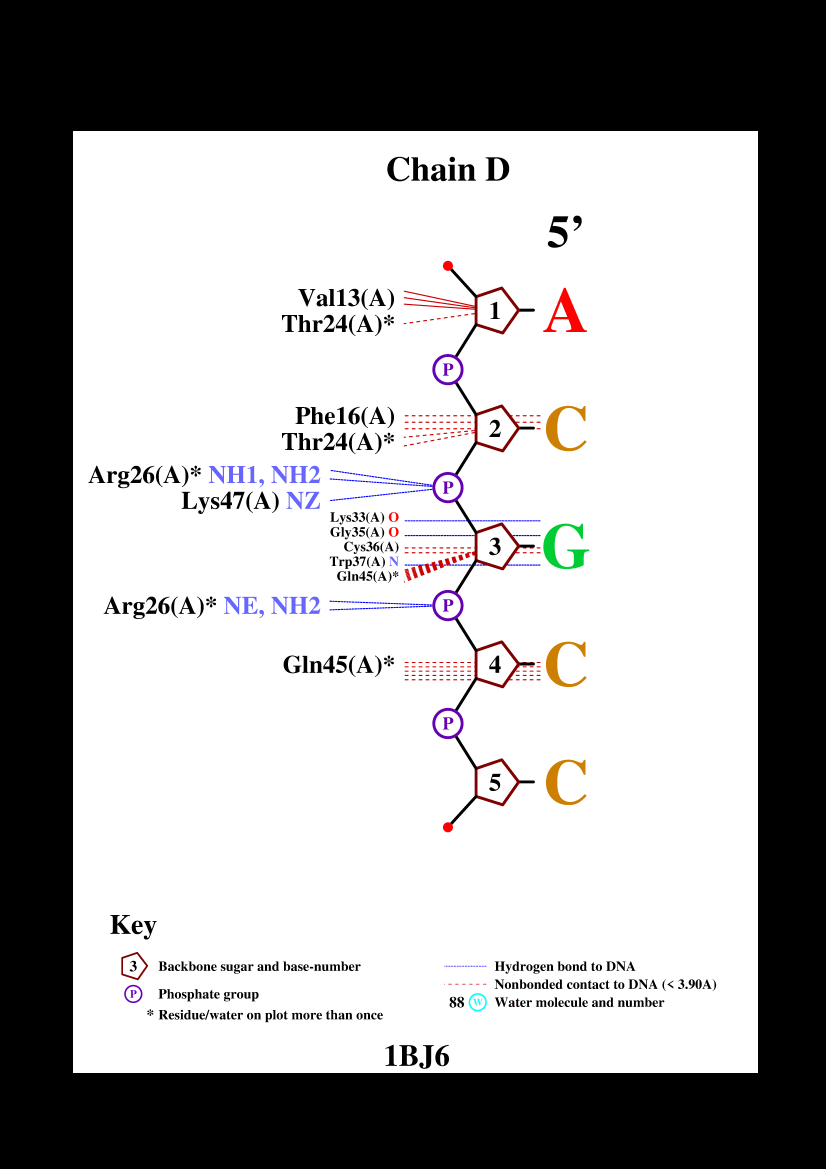 Chain D
5’
Val13(A)
Thr24(A)*
1
A
P
Phe16(A)
Thr24(A)*
2
C
Arg26(A)* NH1, NH2
Lys47(A) NZ
P
Lys33(A) O
Gly35(A) O
Cys36(A)
Trp37(A) N
Gln45(A)*
3
G
Arg26(A)* NE, NH2
P
Gln45(A)*
4
C
P
5
C
Key
3 Backbone sugar and base-number
P Phosphate group
* Residue/water on plot more than once
Hydrogen bond to DNA
Nonbonded contact to DNA (< 3.90A)
88 W Water molecule and number
1BJ6